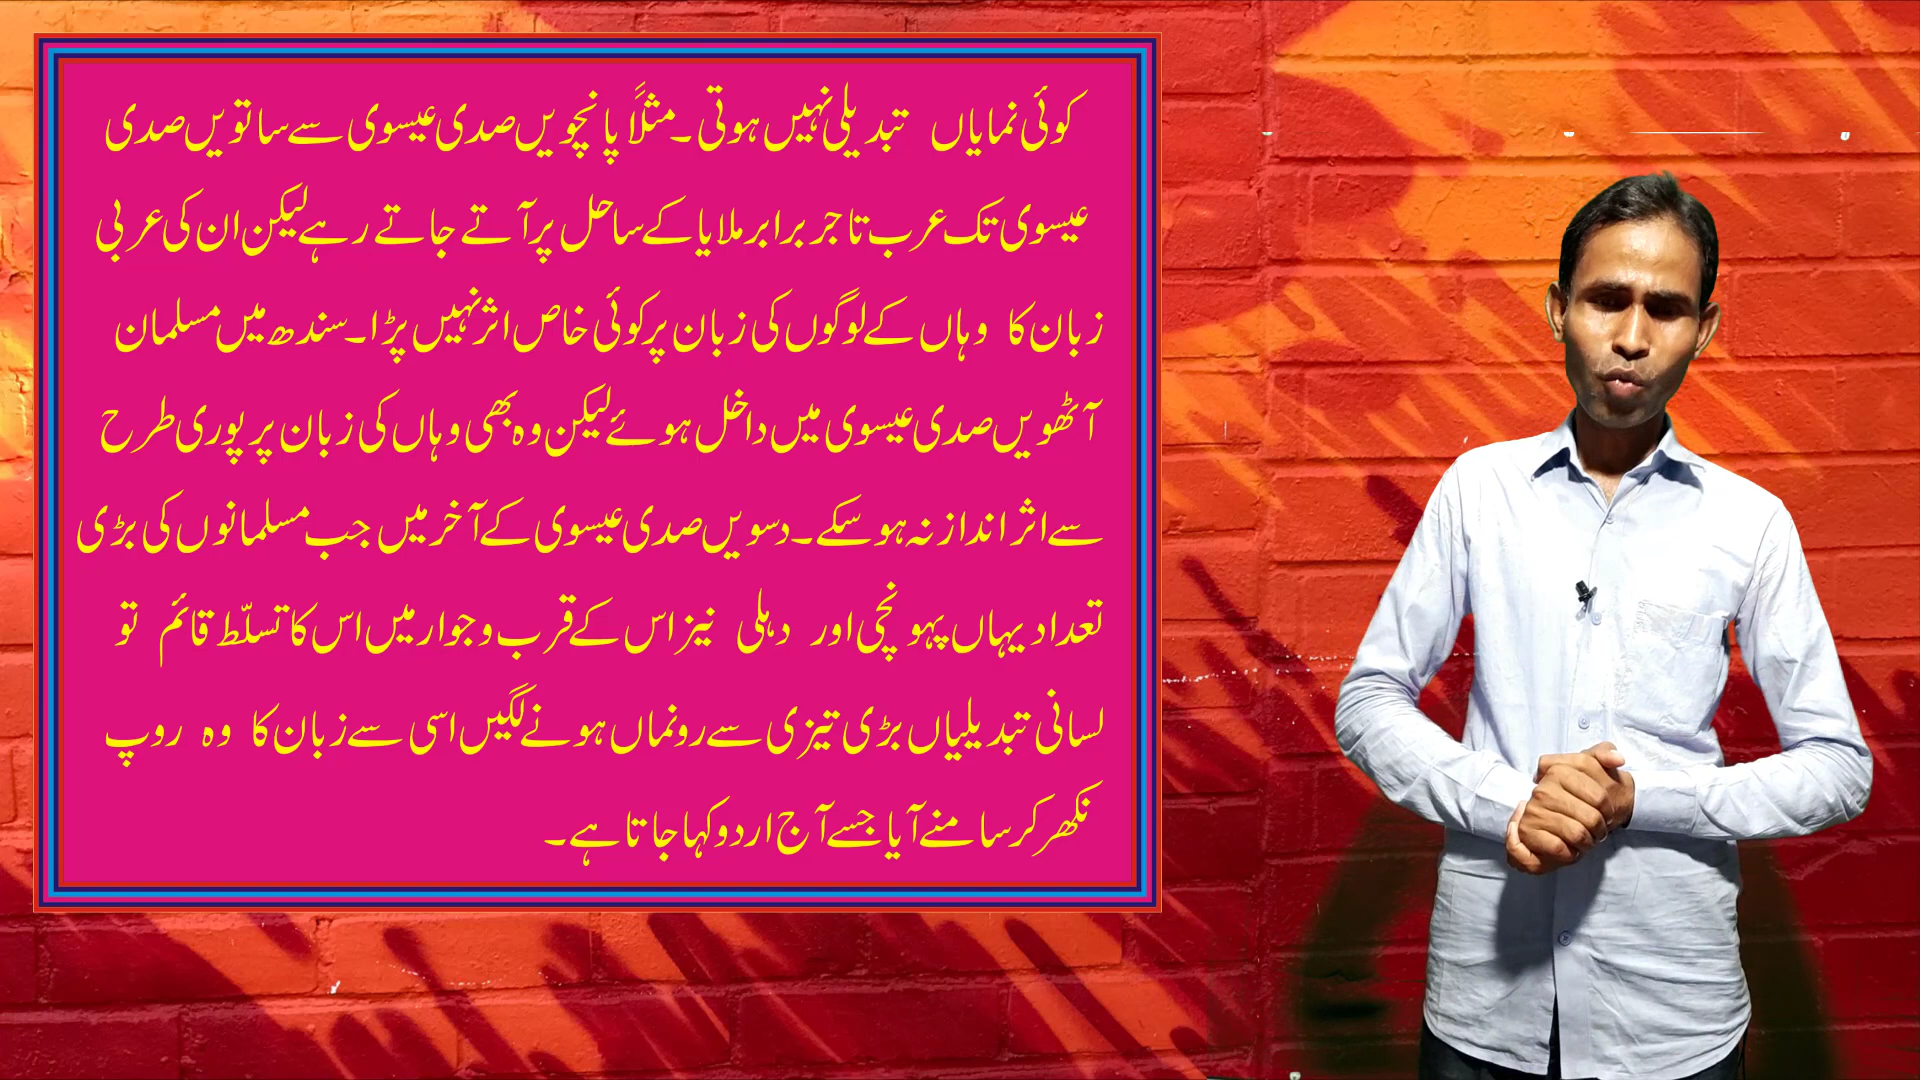 کوئی نمایاں تبدیلی نہیں ہوتی۔ مثلاً پانچویں صدی عیسوی سے ساتویں صدی
عیسوی تک عرب تاجر برابر ملایا کے ساحل پر آتے جاتے رہے لیکن ان کی عربی
زبان کا وہاں کے لوگوں کی زبان پر کوئی خاص اثر نہیں پڑا۔ سندھ میں مسلمان
آٹھویں صدی عیسوی میں داخل ہوئے لیکن وہ بھی وہاں کی زبان پر پوری طرح
سے اثر انداز نہ ہو سکے۔ دسویں صدی عیسوی کے آخر میں جب مسلمانوں کی بڑی
تعداد یہاں پہونچی اور دہلی نیز اس کے قرب و جوار میں اس کا تسلّط قائم تو
لسانی تبدیلیاں بڑی تیزی سے رونماں ہونے لگیں اسی سے زبان کا وہ روپ
نکھر کر سامنے آیا جسے آج اردو کہا جاتا ہے۔